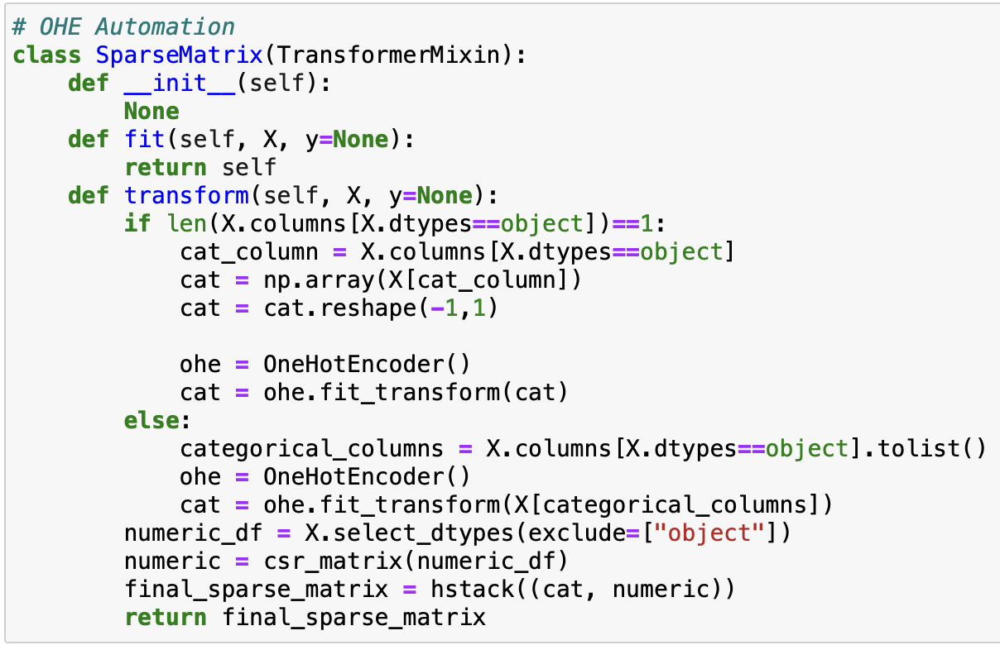 # OHE Automation
class SparseMatrix(TransformerMixin):
    def __init__(self):
        None
    def fit(self, X, y=None):
        return self
    def transform(self, X, y=None):
        if len(X.columns[X.dtypes==object])==1:
            cat_column = X.columns[X.dtypes==object]
            cat = np.array(X[cat_column])
            cat = cat.reshape(-1,1)

            ohe = OneHotEncoder()
            cat = ohe.fit_transform(cat)
        else:
            categorical_columns = X.columns[X.dtypes==object].tolist()
            ohe = OneHotEncoder()
            cat = ohe.fit_transform(X[categorical_columns])
        numeric_df = X.select_dtypes(exclude=["object"])
        numeric = csr_matrix(numeric_df)
        final_sparse_matrix = hstack((cat, numeric))
        return final_sparse_matrix